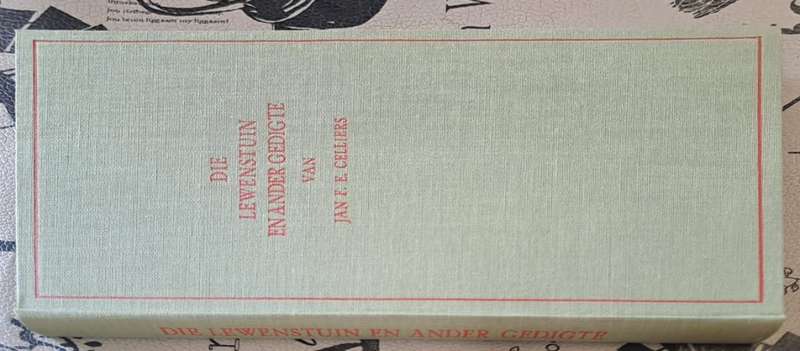 DIE
LEWENSTUIN
EN ANDER GEDIGTE
VAN
JAN F. E. CELLIERS
DIE LEWENSTUIN EN ANDER GEDIGTE